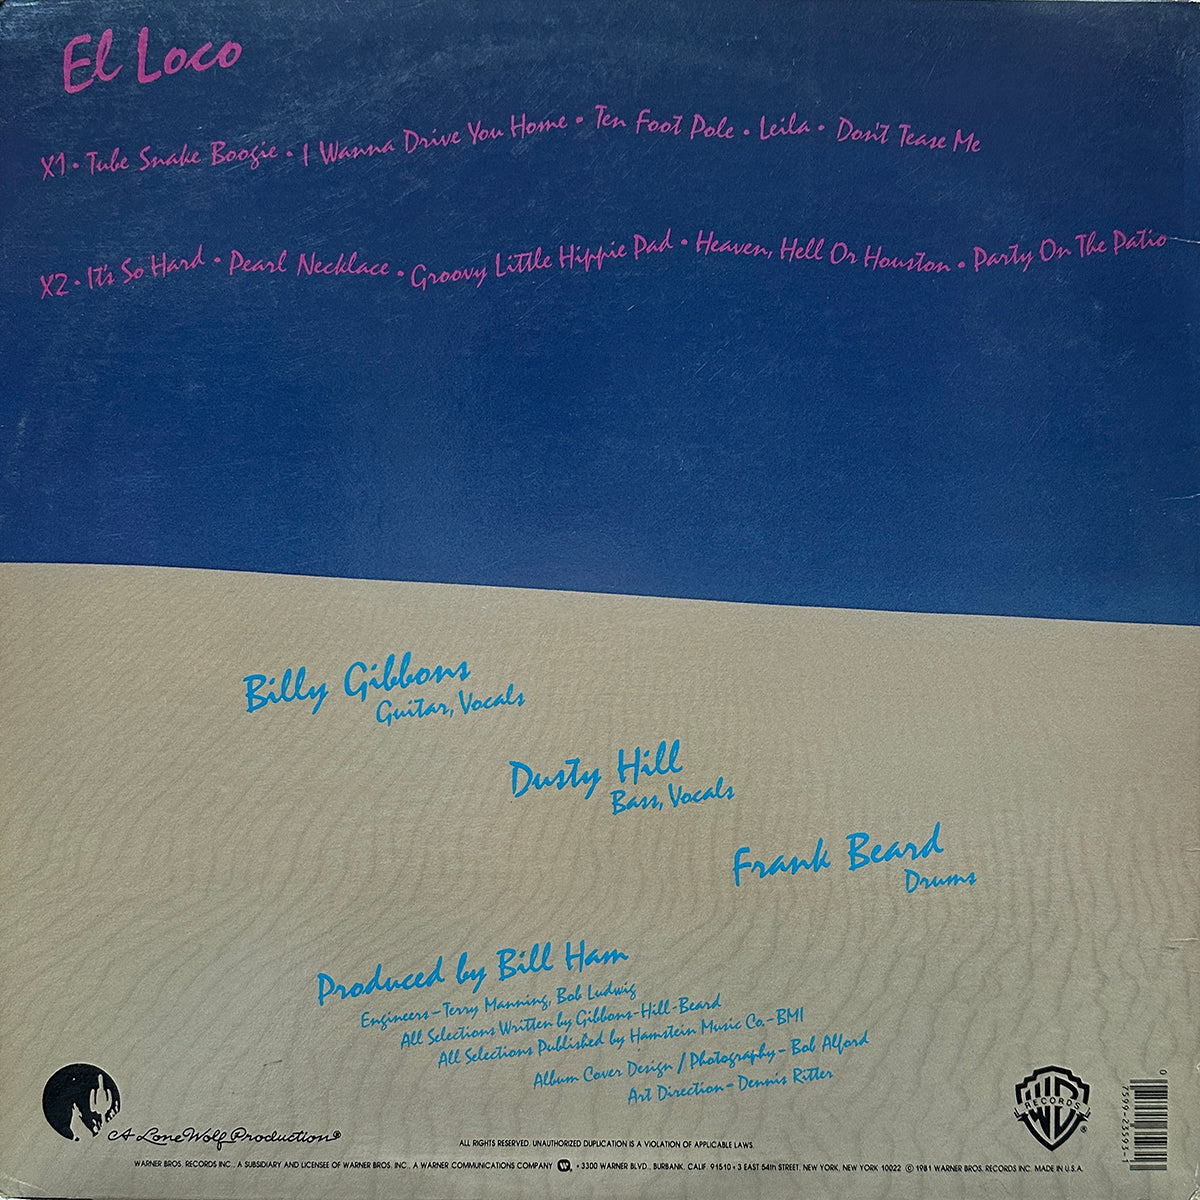 El Loco
X1 • Tube Snake Boogie • I Wanna Drive You Home • Ten Foot Pole • Leila • Don't Tease Me
X2 • It's So Hard • Pearl Necklace • Groovy Little Hippie Pad • Heaven, Hell Or Houston • Party On The Patio
Billy Gibbons
Guitar, Vocals
Dusty Hill
Bass, Vocals
Frank Beard
Drums
Produced by Bill Ham
Engineers – Terry Manning, Bob Ludwig
All Selections Written by Gibbons-Hill-Beard
All Selections Published by Hamstein Music Co. – BMI
Album Cover Design / Photography – Bob Alford
Art Direction – Dennis Ritter
A Lone Wolf Production®
WB
RECORDS
®
0
7599-23593-1
ALL RIGHTS RESERVED. UNAUTHORIZED DUPLICATION IS A VIOLATION OF APPLICABLE LAWS.
WARNER BROS. RECORDS INC., A SUBSIDIARY AND LICENSEE OF WARNER BROS. INC., A WARNER COMMUNICATIONS COMPANY • 3300 WARNER BLVD., BURBANK, CALIF. 91510 • 3 EAST 54th STREET, NEW YORK, NEW YORK 10022 © 1981 WARNER BROS. RECORDS INC. MADE IN U.S.A.